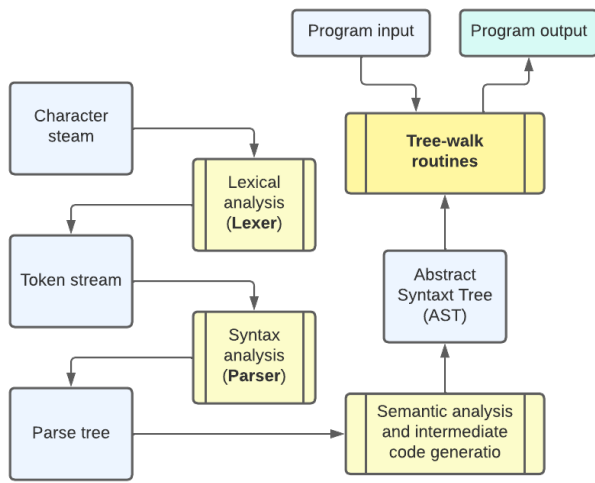 Program input
Program output
Character
steam
Tree-walk
routines
Lexical
analysis
(Lexer)
Token stream
Abstract
Syntaxt Tree
(AST)
Syntax
analysis
(Parser)
Parse tree
Semantic analysis
and intermediate
code generatio